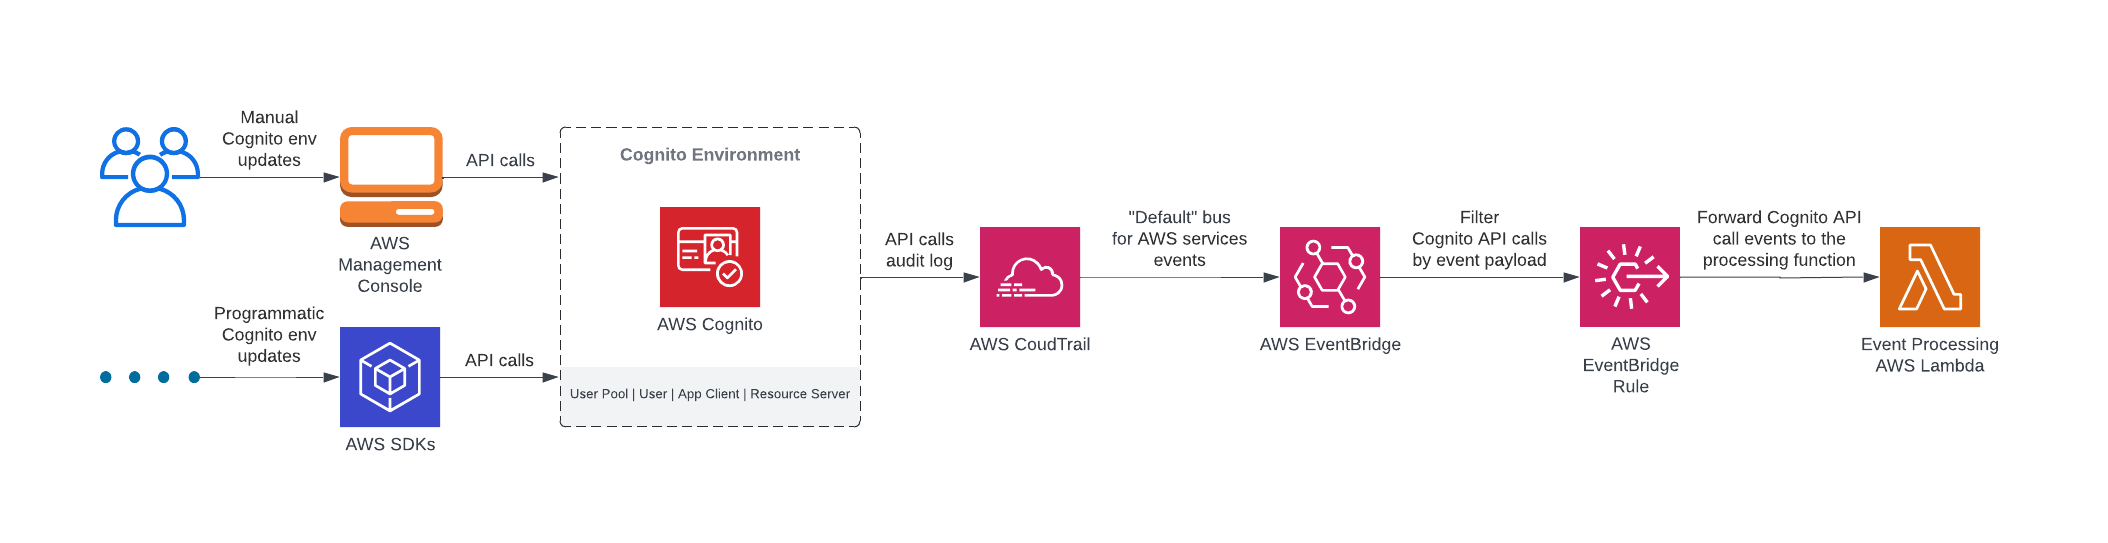 Manual
Cognito env
updates
AWS
Management
Console
API calls
Programmatic
Cognito env
updates
AWS SDKs
API calls
Cognito Environment
AWS Cognito
User Pool | User | App Client | Resource Server
API calls
audit log
AWS CoudTrail
"Default" bus
for AWS services
events
AWS EventBridge
Filter
Cognito API calls
by event payload
AWS
EventBridge
Rule
Forward Cognito API
call events to the
processing function
Event Processing
AWS Lambda